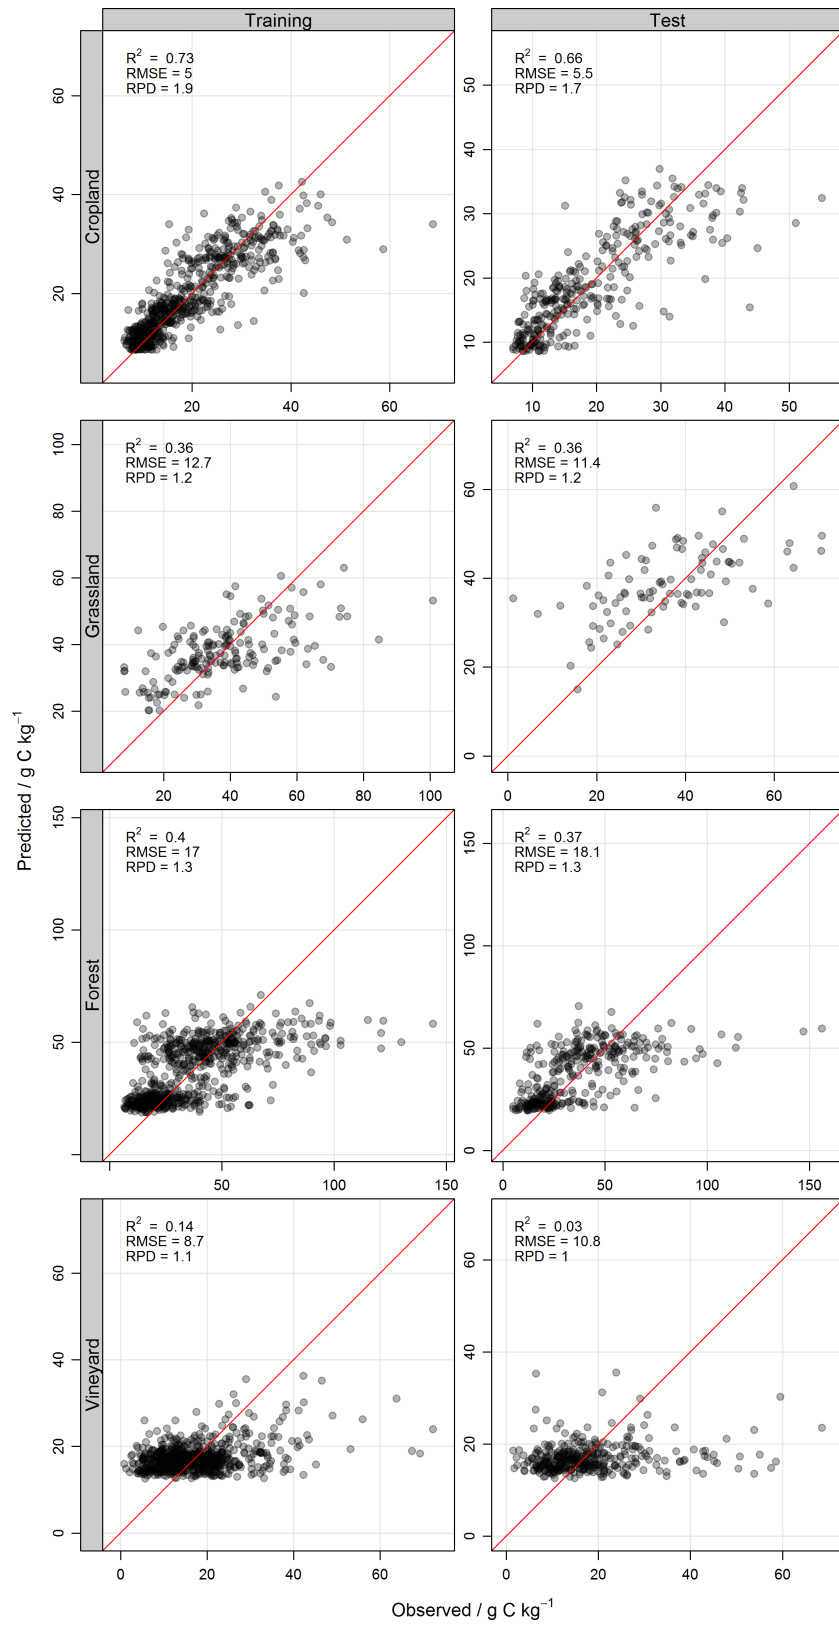 Training
Test
Cropland
R² = 0.73
RMSE = 5
RPD = 1.9
60
40
20
20
40
60
R² = 0.66
RMSE = 5.5
RPD = 1.7
50
40
30
20
10
10
20
30
40
50
Grassland
R² = 0.36
RMSE = 12.7
RPD = 1.2
100
80
60
40
20
20
40
60
80
100
R² = 0.36
RMSE = 11.4
RPD = 1.2
60
40
20
0
0
20
40
60
Predicted / g C kg⁻¹
Forest
R² = 0.4
RMSE = 17
RPD = 1.3
150
100
50
50
100
150
R² = 0.37
RMSE = 18.1
RPD = 1.3
150
100
50
0
0
50
100
150
Vineyard
R² = 0.14
RMSE = 8.7
RPD = 1.1
60
40
20
0
0
20
40
60
R² = 0.03
RMSE = 10.8
RPD = 1
60
40
20
0
0
20
40
60
Observed / g C kg⁻¹